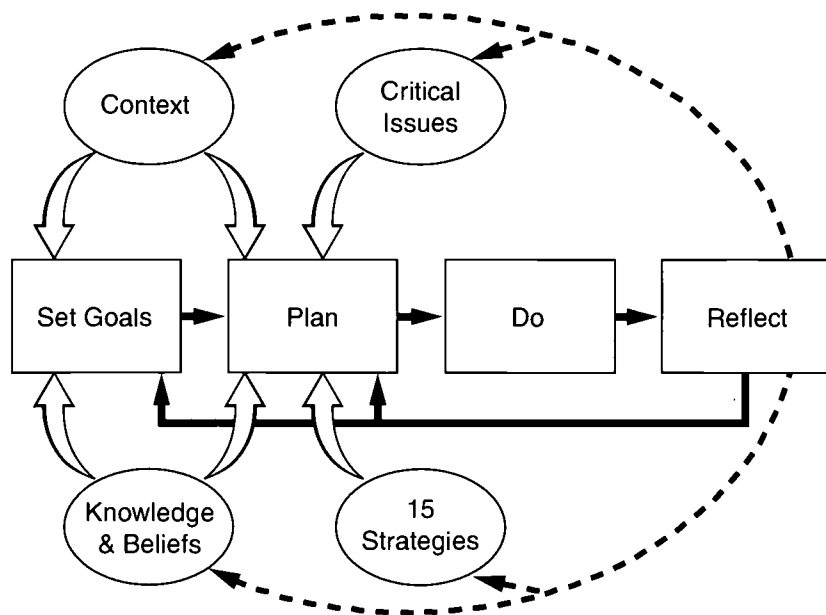 Context
Critical
Issues
Set Goals
Plan
Do
Reflect
Knowledge
& Beliefs
15
Strategies